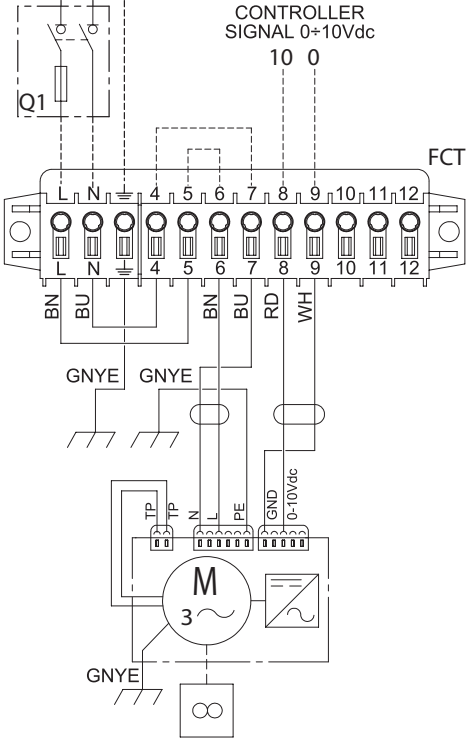 CONTROLLER
SIGNAL 0÷10Vdc
10 0
Q1
FCT
L N 4 5 6 7 8 9 10 11 12
L N 4 5 6 7 8 9 10 11 12
BN BU BN BU RD WH
GNYE GNYE
TP TP N L PE GND 0-10Vdc
M
3
GNYE